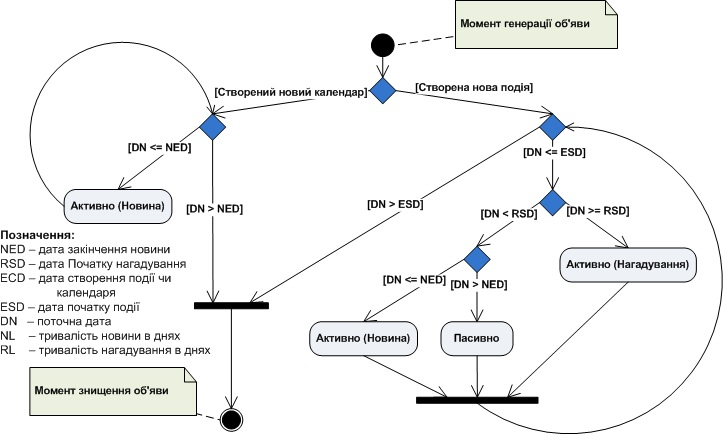 Момент генерації об'яви
[Створений новий календар]
[Створена нова подія]
[DN <= NED]
[DN <= ESD]
Активно (Новина)
[DN > NED]
[DN > ESD]
[DN < RSD]
[DN >= RSD]
Позначення:
NED – дата закінчення новини
RSD – дата Початку нагадування
ECD – дата створення події чи
календаря
ESD – дата початку події
DN – поточна дата
NL – тривалість новини в днях
RL – тривалість нагадування в днях
Активно (Нагадування)
[DN <= NED]
[DN > NED]
Активно (Новина)
Пасивно
Момент знищення об'яви